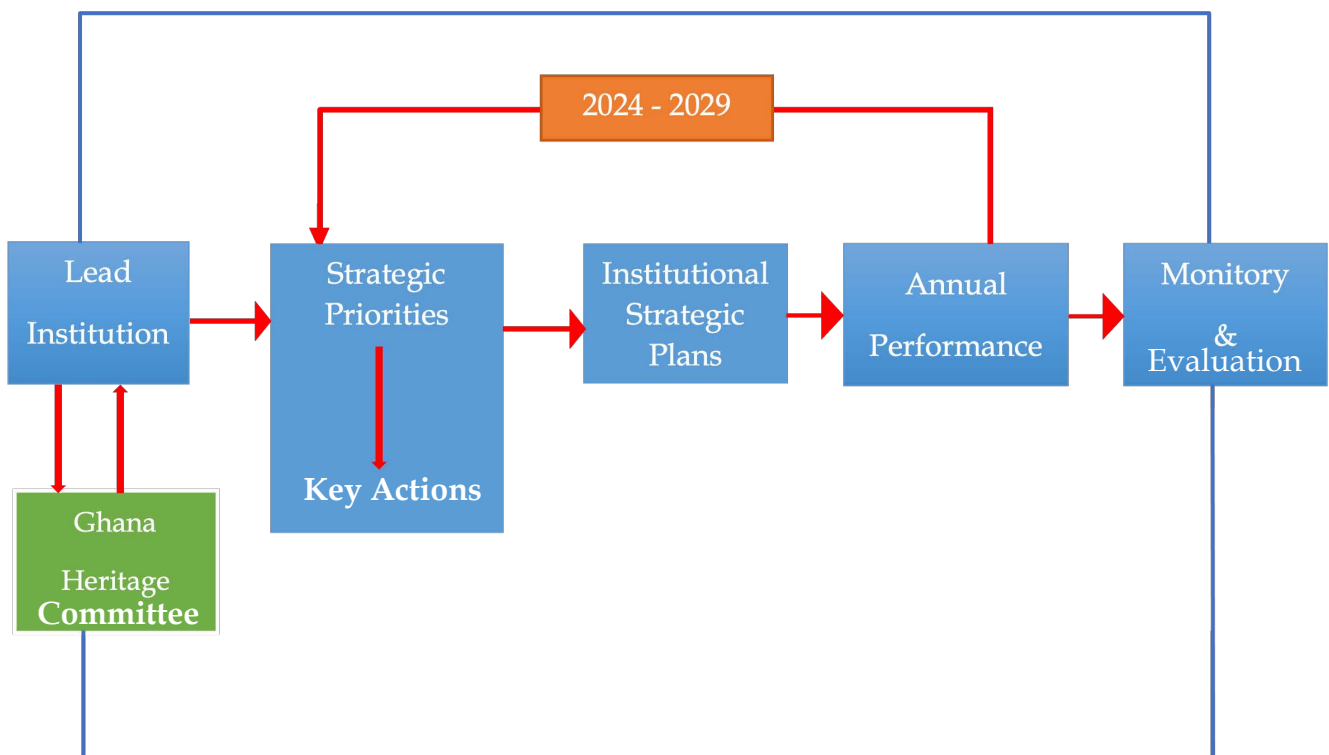 2024 - 2029
Lead
Institution
Strategic
Priorities
Key Actions
Institutional
Strategic
Plans
Annual
Performance
Monitory
&
Evaluation
Ghana
Heritage
Committee